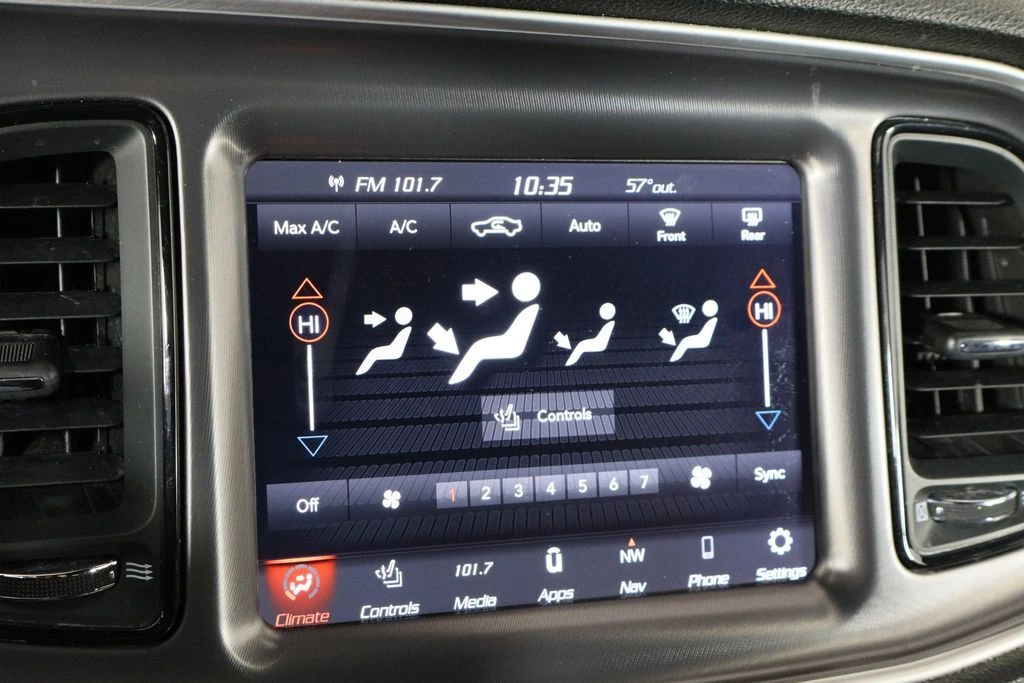 FM 101.7 10:35 57°out.
Max A/C A/C Auto Front Rear
HI HI
Controls
Off 1 2 3 4 5 6 7 Sync
Climate Controls 101.7 Media Apps NW Nav Phone Settings